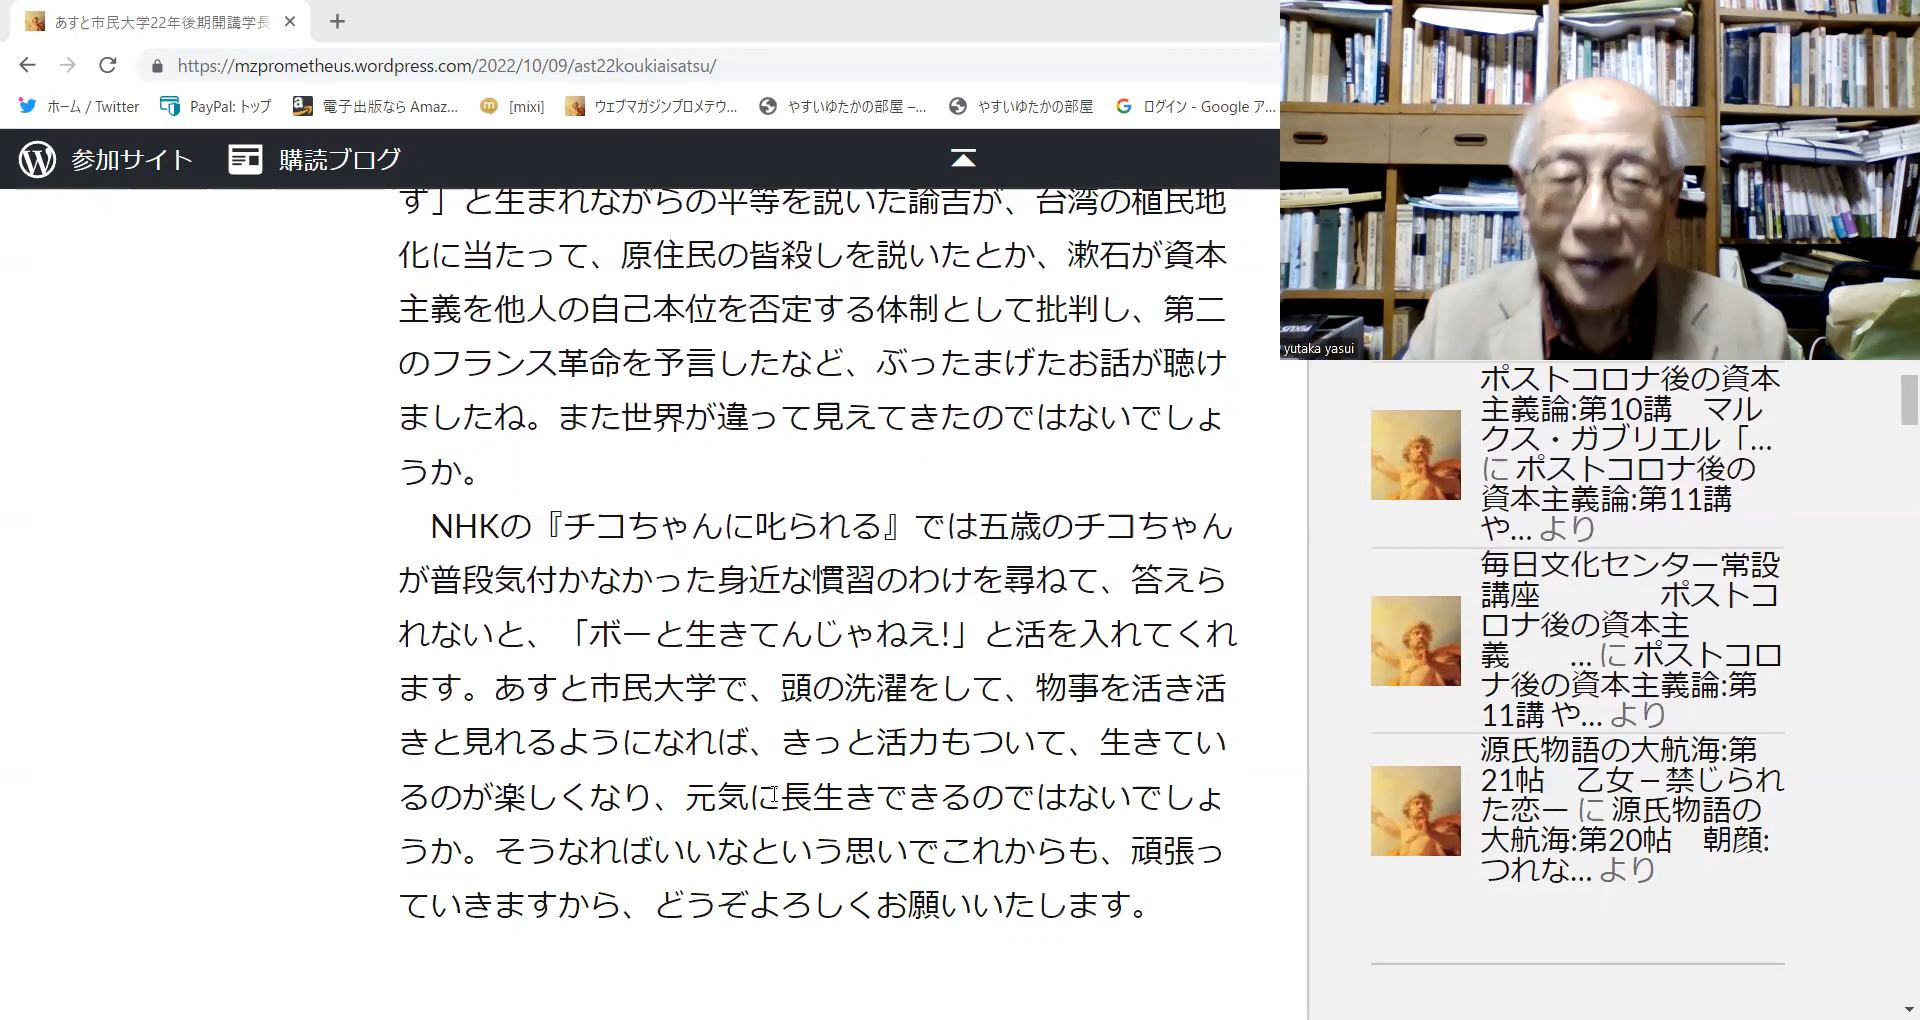 あすと市民大学22年後期開講学長
https://mzprometheus.wordpress.com/2022/10/09/ast22koukiaisatsu/
ホーム / Twitter
PayPal: トップ
電子出版なら Amaz...
[mixi]
ウェブマガジンプロメテウ...
やすいゆたかの部屋 –...
やすいゆたかの部屋
ログイン - Google ア...
参加サイト
購読ブログ
す」と生まれながらの平等を説いた諭吉が、台湾の植民地
化に当たって、原住民の皆殺しを説いたとか、漱石が資本
主義を他人の自己本位を否定する体制として批判し、第二
のフランス革命を予言したなど、ぶったまげたお話が聴け
ましたね。また世界が違って見えてきたのではないでしょ
うか。
NHKの『チコちゃんに叱られる』では五歳のチコちゃん
が普段気付かなかった身近な慣習のわけを尋ねて、答えら
れないと、「ボーと生きてんじゃねえ!」と活を入れてくれ
ます。あすと市民大学で、頭の洗濯をして、物事を活き活
きと見れるようになれば、きっと活力もついて、生きてい
るのが楽しくなり、元気に長生きできるのではないでしょ
うか。そうなればいいなという思いでこれからも、頑張っ
ていきますから、どうぞよろしくお願いいたします。
yutaka yasui
ポストコロナ後の資本
主義論:第10講　マル
クス・ガブリエル「...
に ポストコロナ後の
資本主義論:第11講
や... より
毎日文化センター常設
講座　　　　ポストコ
ロナ後の資本主
義　　... に ポストコロ
ナ後の資本主義論:第
11講 や... より
源氏物語の大航海:第
21帖　乙女－禁じられ
た恋ー に 源氏物語の
大航海:第20帖　朝顔:
つれな... より